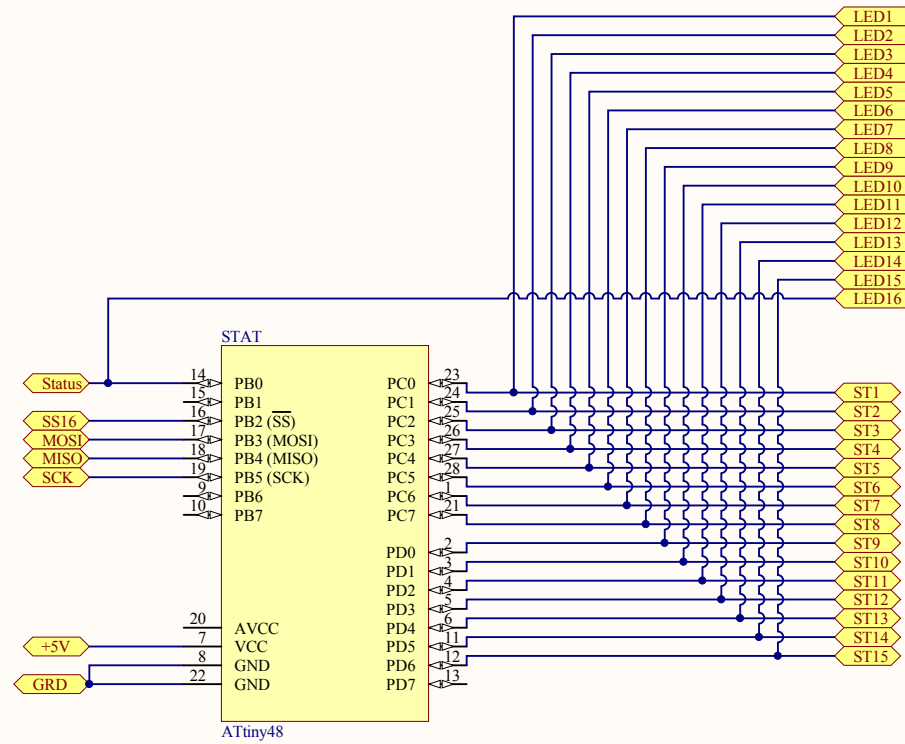 LED1
LED2
LED3
LED4
LED5
LED6
LED7
LED8
LED9
LED10
LED11
LED12
LED13
LED14
LED15
LED16
STAT
Status 14 PB0 PC0 23 ST1
15 PB1 PC1 24 ST2
SS16 16 PB2 (SS) PC2 25 ST3
MOSI 17 PB3 (MOSI) PC3 26 ST4
MISO 18 PB4 (MISO) PC4 27 ST5
SCK 19 PB5 (SCK) PC5 28 ST6
9 PB6 PC6 1 ST7
10 PB7 PC7 21 ST8
PD0 2 ST9
PD1 3 ST10
PD2 4 ST11
PD3 5 ST12
20 AVCC PD4 6 ST13
+5V 7 VCC PD5 11 ST14
8 GND PD6 12 ST15
GRD 22 GND PD7 13
ATtiny48